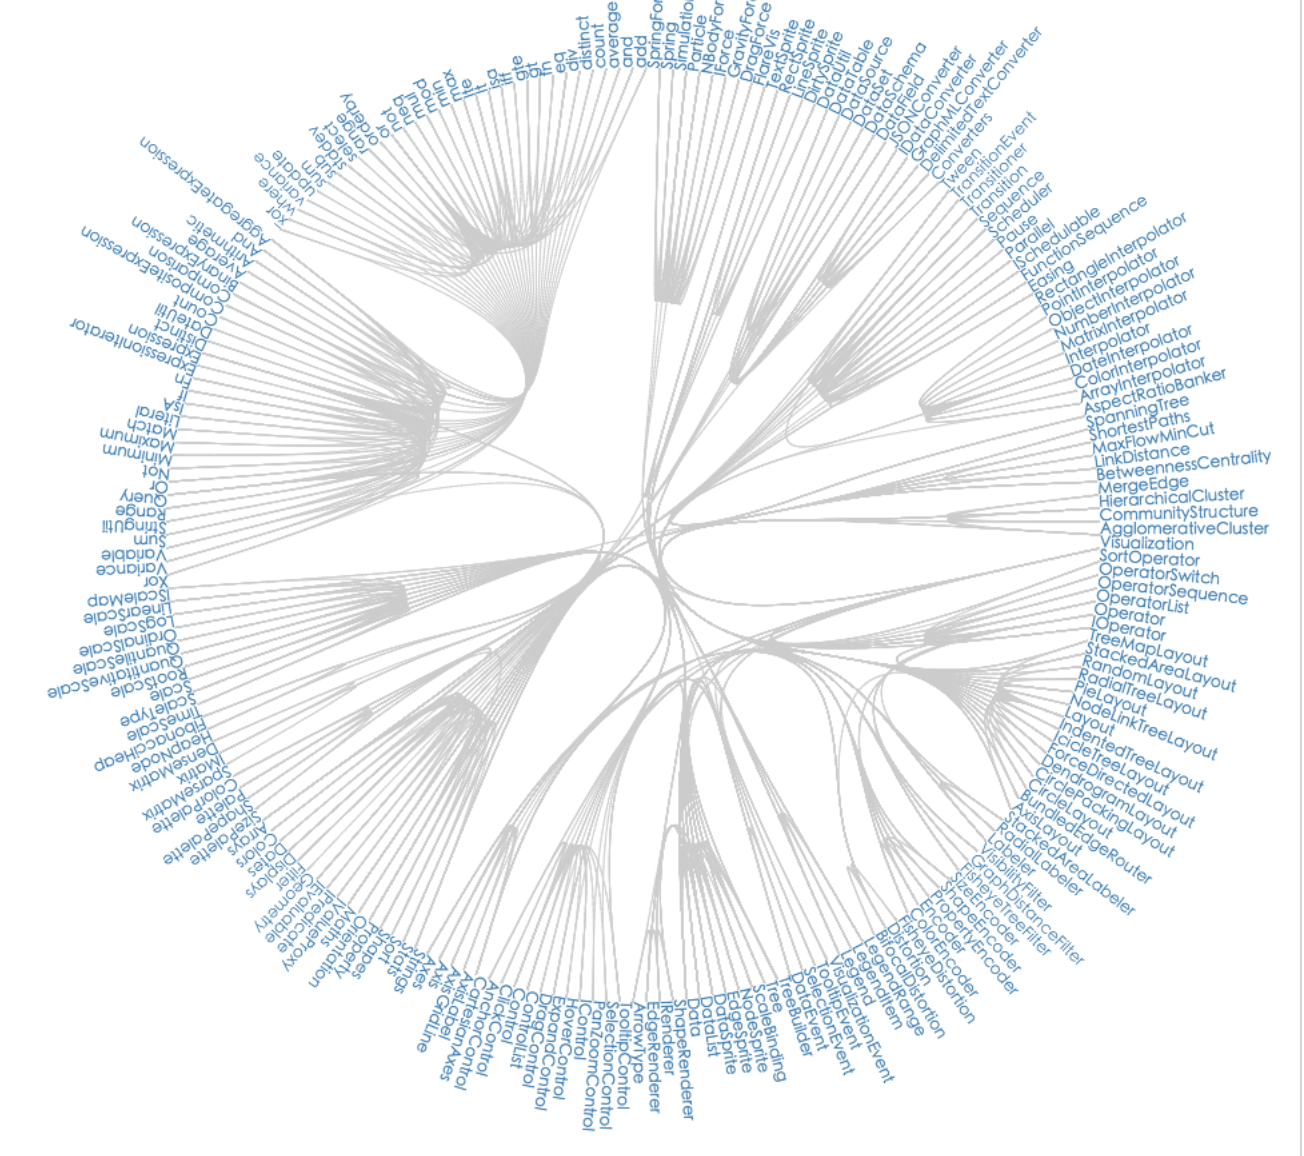 SpringFor
Spring
Simulation
Particle
NBodyFor
IForce
GravityFor
DragForce
FlareVis
TextSprite
RectSprite
LineSprite
DirtySprite
DataUtil
DataTable
DataSource
DataSet
DataSchema
DataField
JSONConverter
IDataConverter
GraphMLConverter
DelimitedTextConverter
Converters
Tween
TransitionEvent
Transitioner
Transition
Sequence
Scheduler
Pause
Parallel
Schedulable
FunctionSequence
Easing
RectangleInterpolator
PointInterpolator
ObjectInterpolator
NumberInterpolator
MatrixInterpolator
Interpolator
DateInterpolator
ColorInterpolator
ArrayInterpolator
AspectRatioBanker
SpanningTree
ShortestPaths
MaxFlowMinCut
LinkDistance
BetweennessCentrality
MergeEdge
HierarchicalCluster
CommunityStructure
AgglomerativeCluster
Visualization
SortOperator
OperatorSwitch
OperatorSequence
OperatorList
Operator
IOperator
TreeMapLayout
StackedAreaLayout
RandomLayout
RadialTreeLayout
PieLayout
NodeLinkTreeLayout
Layout
IndentedTreeLayout
IcicleTreeLayout
ForceDirectedLayout
DendrogramLayout
CirclePackingLayout
CircleLayout
BundledEdgeRouter
AxisLayout
StackedAreaLabeler
RadialLabeler
Labeler
VisibilityFilter
GraphDistanceFilter
FisheyeTreeFilter
SizeEncoder
ShapeEncoder
PropertyEncoder
Encoder
ColorEncoder
FisheyeDistortion
Distortion
BifocalDistortion
LegendRange
LegendItem
Legend
VisualizationEvent
TooltipEvent
SelectionEvent
DataEvent
TreeBuilder
Tree
ScaleBinding
NodeSprite
EdgeSprite
DataSprite
DataList
Data
ShapeRenderer
IRenderer
EdgeRenderer
ArrowType
TooltipControl
SelectionControl
PanZoomControl
IControl
HoverControl
ExpandControl
DragControl
ControlList
Control
ClickControl
AnchorControl
CartesianAxes
AxisLabel
AxisGridLine
Axis
Axes
Strings
Stats
Sort
Shapes
Property
Orientation
Maths
IValueProxy
IPredicate
IEvaluable
Geometry
Filter
Displays
Dates
Colors
Arrays
SizePalette
ShapePalette
Palette
ColorPalette
SparseMatrix
IMatrix
DenseMatrix
HeapNode
FibonacciHeap
TimeScale
ScaleType
Scale
RootScale
QuantitativeScale
QuantileScale
OrdinalScale
LogScale
LinearScale
ScaleMap
Xor
Variance
Variable
Sum
StringUtil
Range
Query
Or
Not
Minimum
Maximum
Match
Literal
IsA
If
Fn
ExpressionIterator
Expression
Distinct
DateUtil
Count
CompositeExpression
Comparison
BinaryExpression
Average
Arithmetic
And
AggregateExpression
xor
where
variance
update
sum
sub
stddev
select
range
orderby
or
not
neq
mul
mod
min
max
lte
lt
isa
iff
gte
gt
fn
eq
div
distinct
count
average
and
add